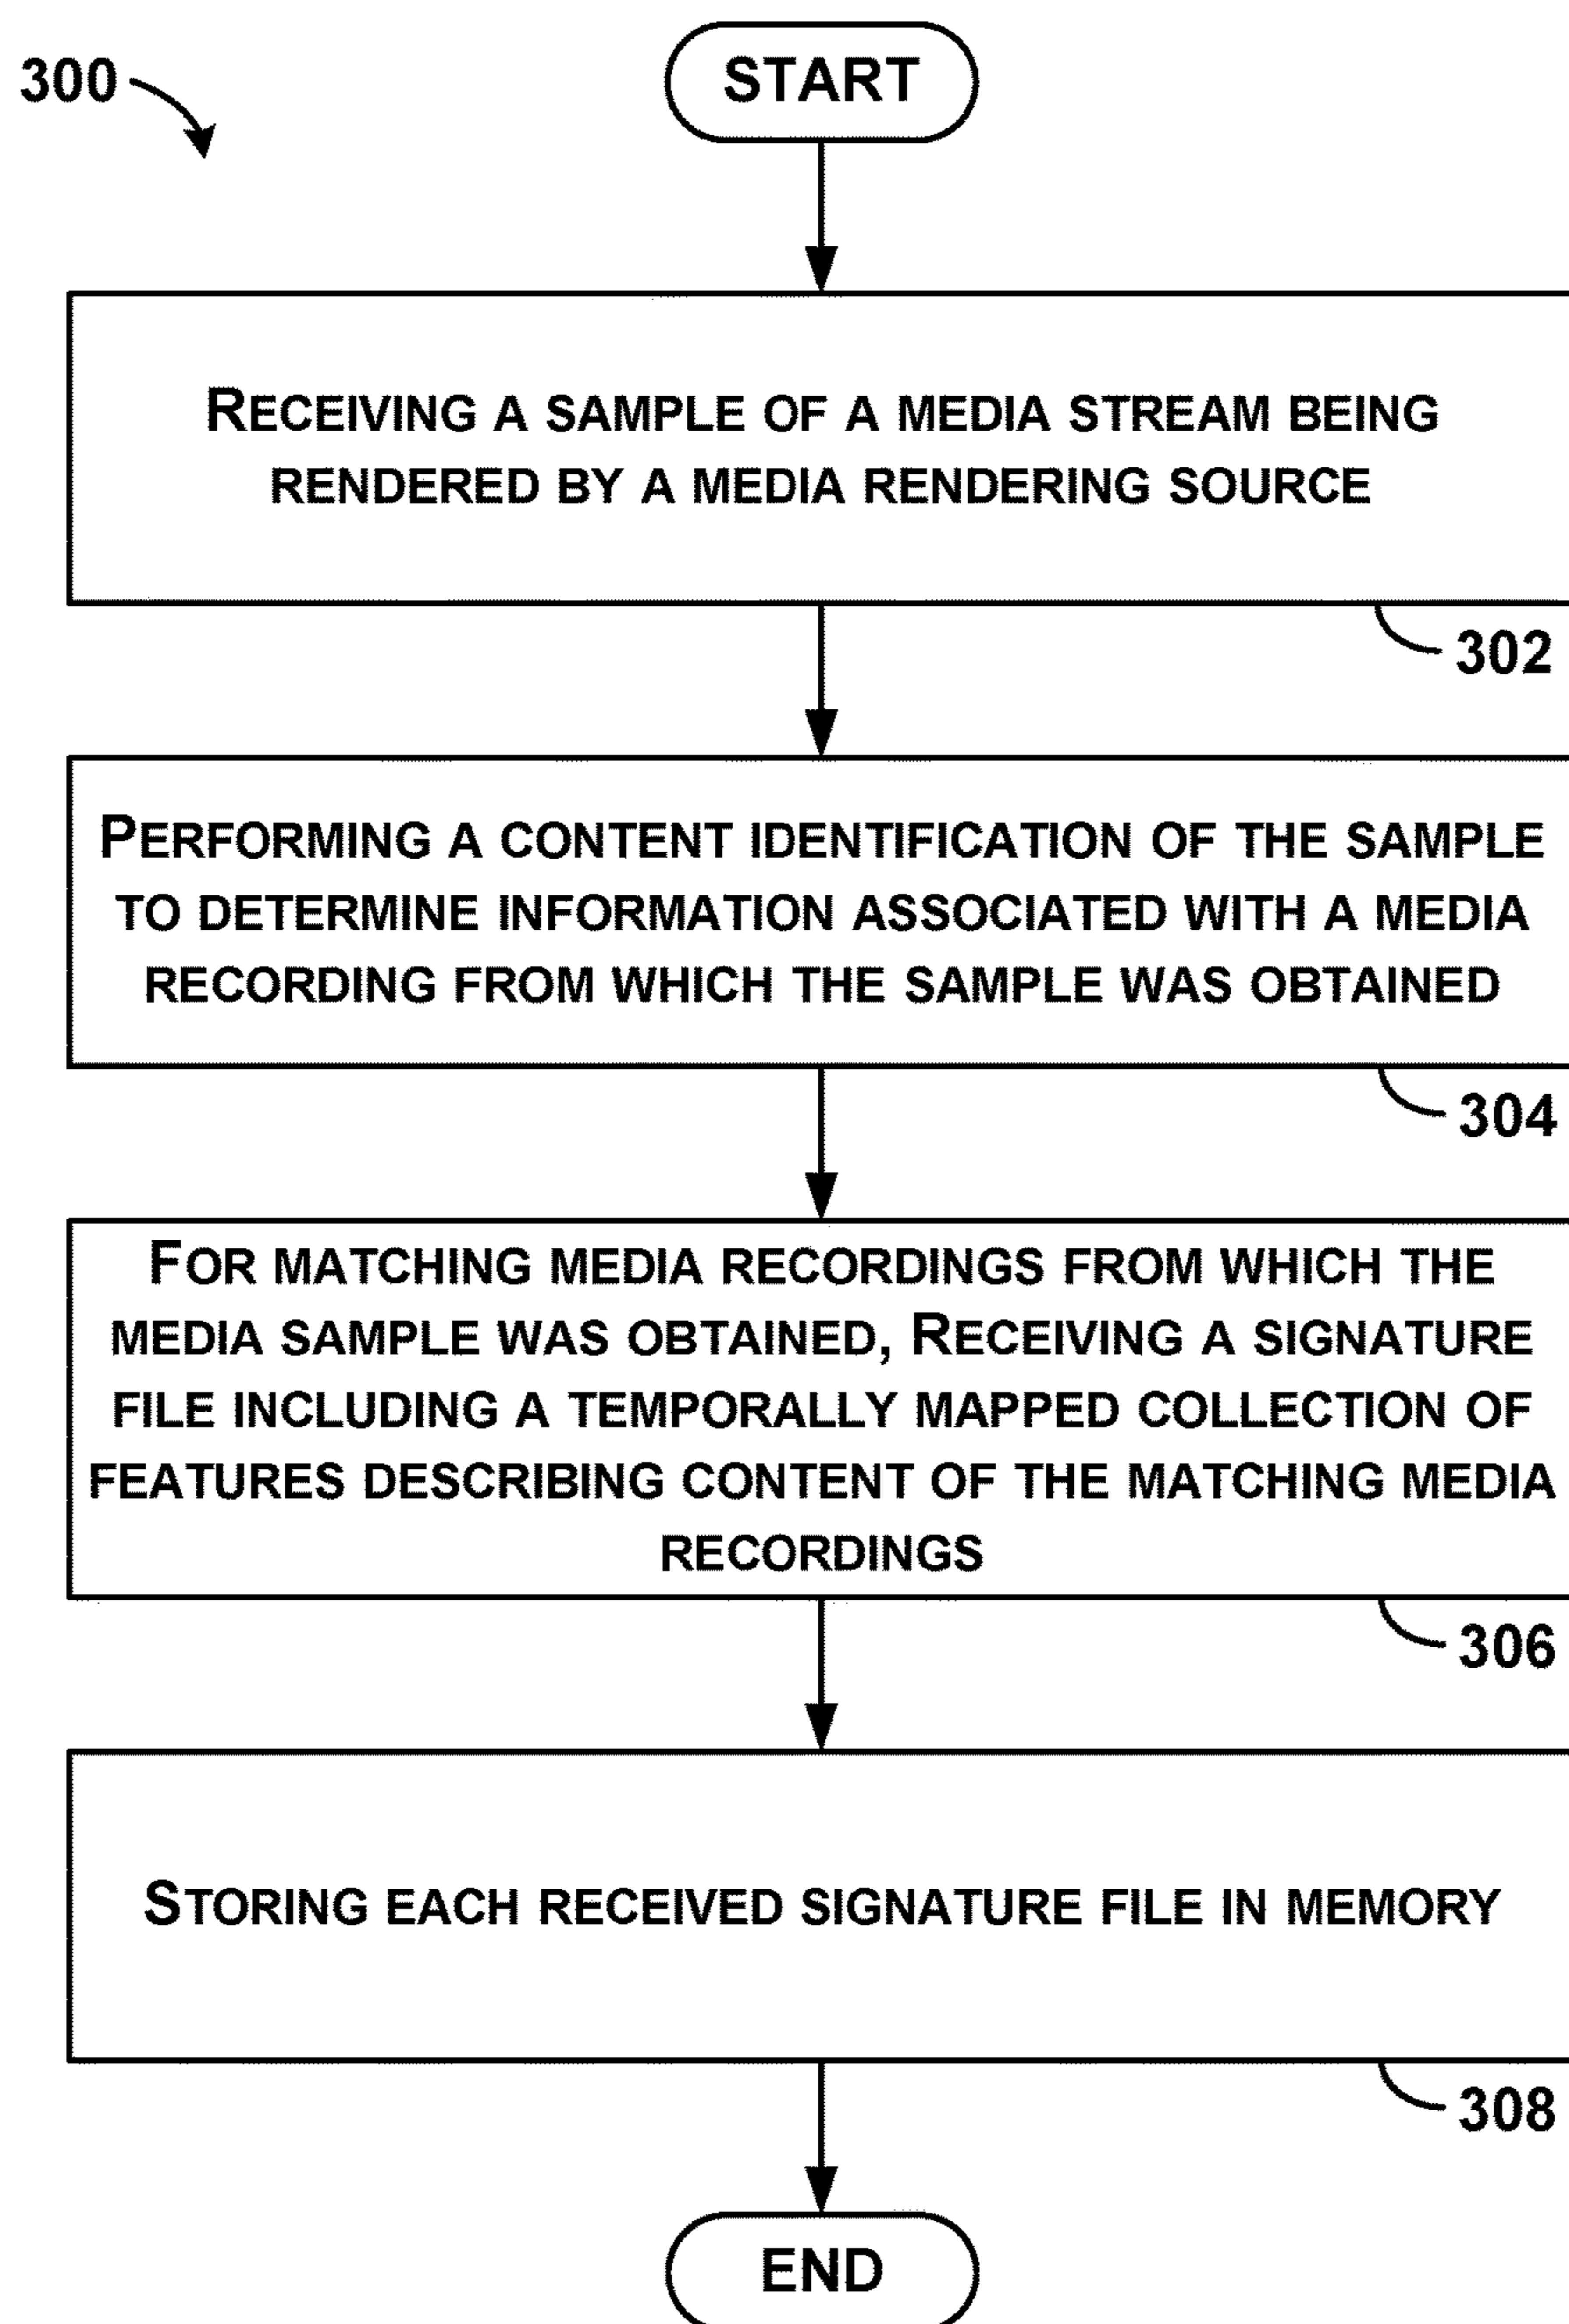 300
START
RECEIVING A SAMPLE OF A MEDIA STREAM BEING
RENDERED BY A MEDIA RENDERING SOURCE
302
PERFORMING A CONTENT IDENTIFICATION OF THE SAMPLE
TO DETERMINE INFORMATION ASSOCIATED WITH A MEDIA
RECORDING FROM WHICH THE SAMPLE WAS OBTAINED
304
FOR MATCHING MEDIA RECORDINGS FROM WHICH THE
MEDIA SAMPLE WAS OBTAINED, RECEIVING A SIGNATURE
FILE INCLUDING A TEMPORALLY MAPPED COLLECTION OF
FEATURES DESCRIBING CONTENT OF THE MATCHING MEDIA
RECORDINGS
306
STORING EACH RECEIVED SIGNATURE FILE IN MEMORY
308
END